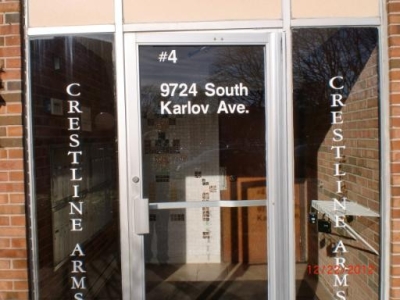 #4
9724 South
Karlov Ave.
CRESTLINE ARMS
CRESTLINE ARMS